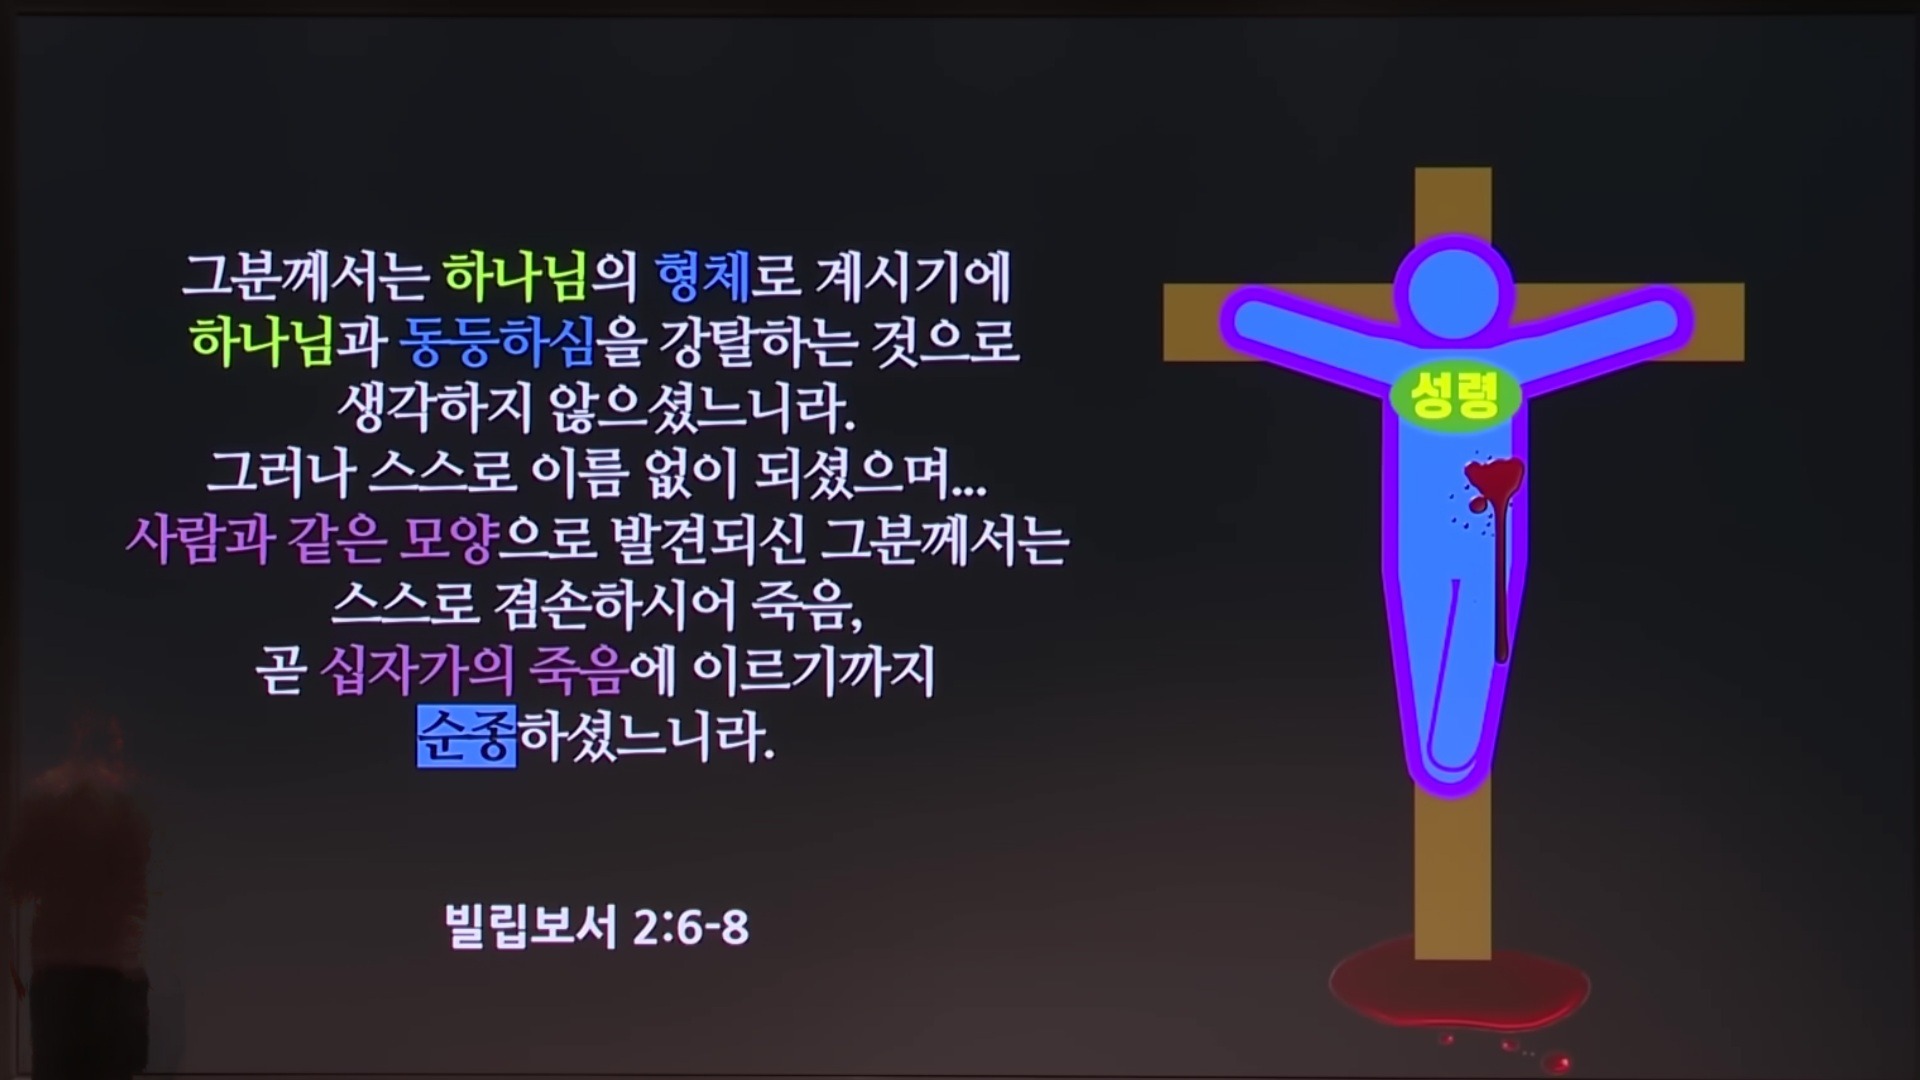 그분께서는 하나님의 형체로 계시기에
하나님과 동등하심을 강탈하는 것으로
생각하지 않으셨느니라.
그러나 스스로 이름 없이 되셨으며...
사람과 같은 모양으로 발견되신 그분께서는
스스로 겸손하시어 죽음,
곧 십자가의 죽음에 이르기까지
순종하셨느니라.
빌립보서 2:6-8
성령